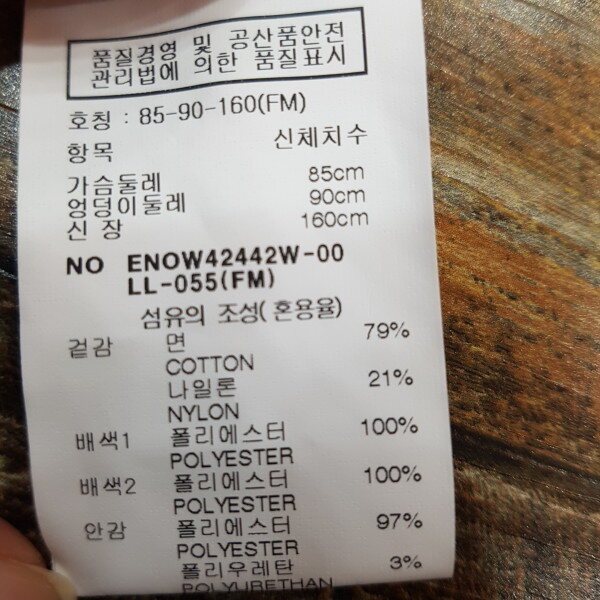 품질경영 및 공산품안전
관리법에 의한 품질표시
호칭 : 85-90-160(FM)
항목 신체치수
가슴둘레 85cm
엉덩이둘레 90cm
신 장 160cm
NO ENOW42442W-00
LL-055(FM)
섬유의 조성( 혼용율)
겉감 면 79%
COTTON
나일론 21%
NYLON
배색1 폴리에스터 100%
POLYESTER
배색2 폴리에스터 100%
POLYESTER
안감 폴리에스터 97%
POLYESTER
폴리우레탄 3%
POLYURETHAN